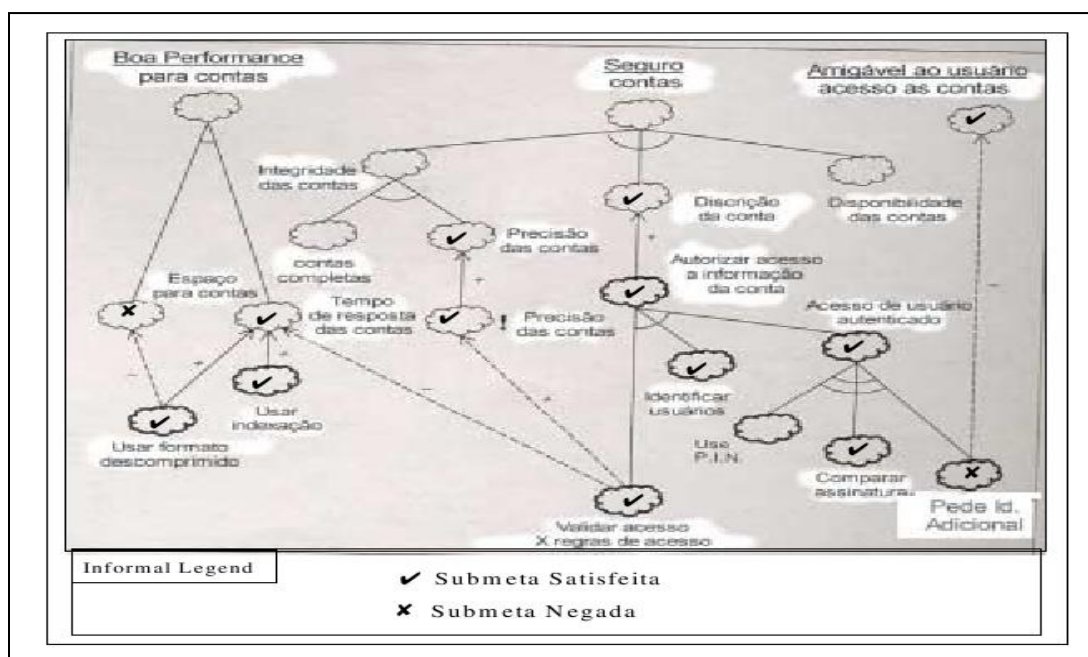 Boa Performance
para contas
Seguro
contas
Amigável ao usuário
acesso as contas
Integridade
das contas
Discrição
da conta
Disponibilidade
das contas
contas
completas
Precisão
das contas
Autorizar acesso
a informação
da conta
Espaço
para contas
Tempo
de resposta
das contas
! Precisão
das contas
Acesso de usuário
autenticado
Usar
indexação
Identificar
usuários
Usar formato
descomprimido
Use
P.I.N.
Comparar
assinatura
Pede Id.
Adicional
Validar acesso
X regras de acesso
Informal Legend
✔ Submeta Satisfeita
✘ Submeta Negada